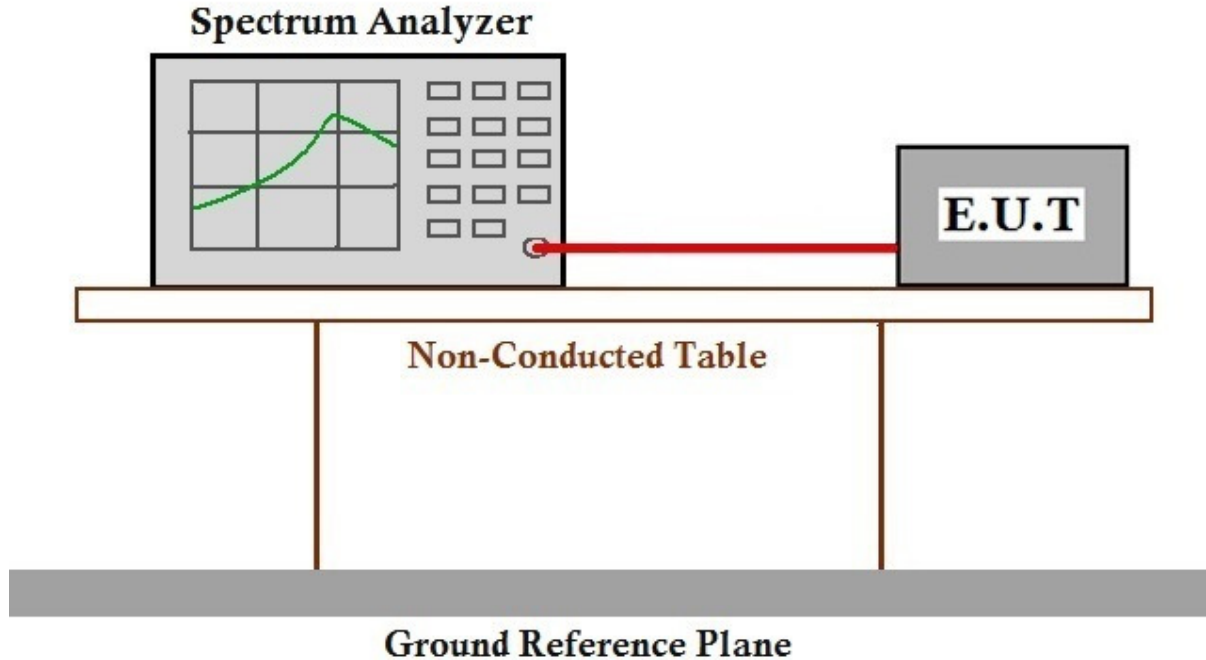 Spectrum Analyzer
E.U.T
Non-Conducted Table
Ground Reference Plane